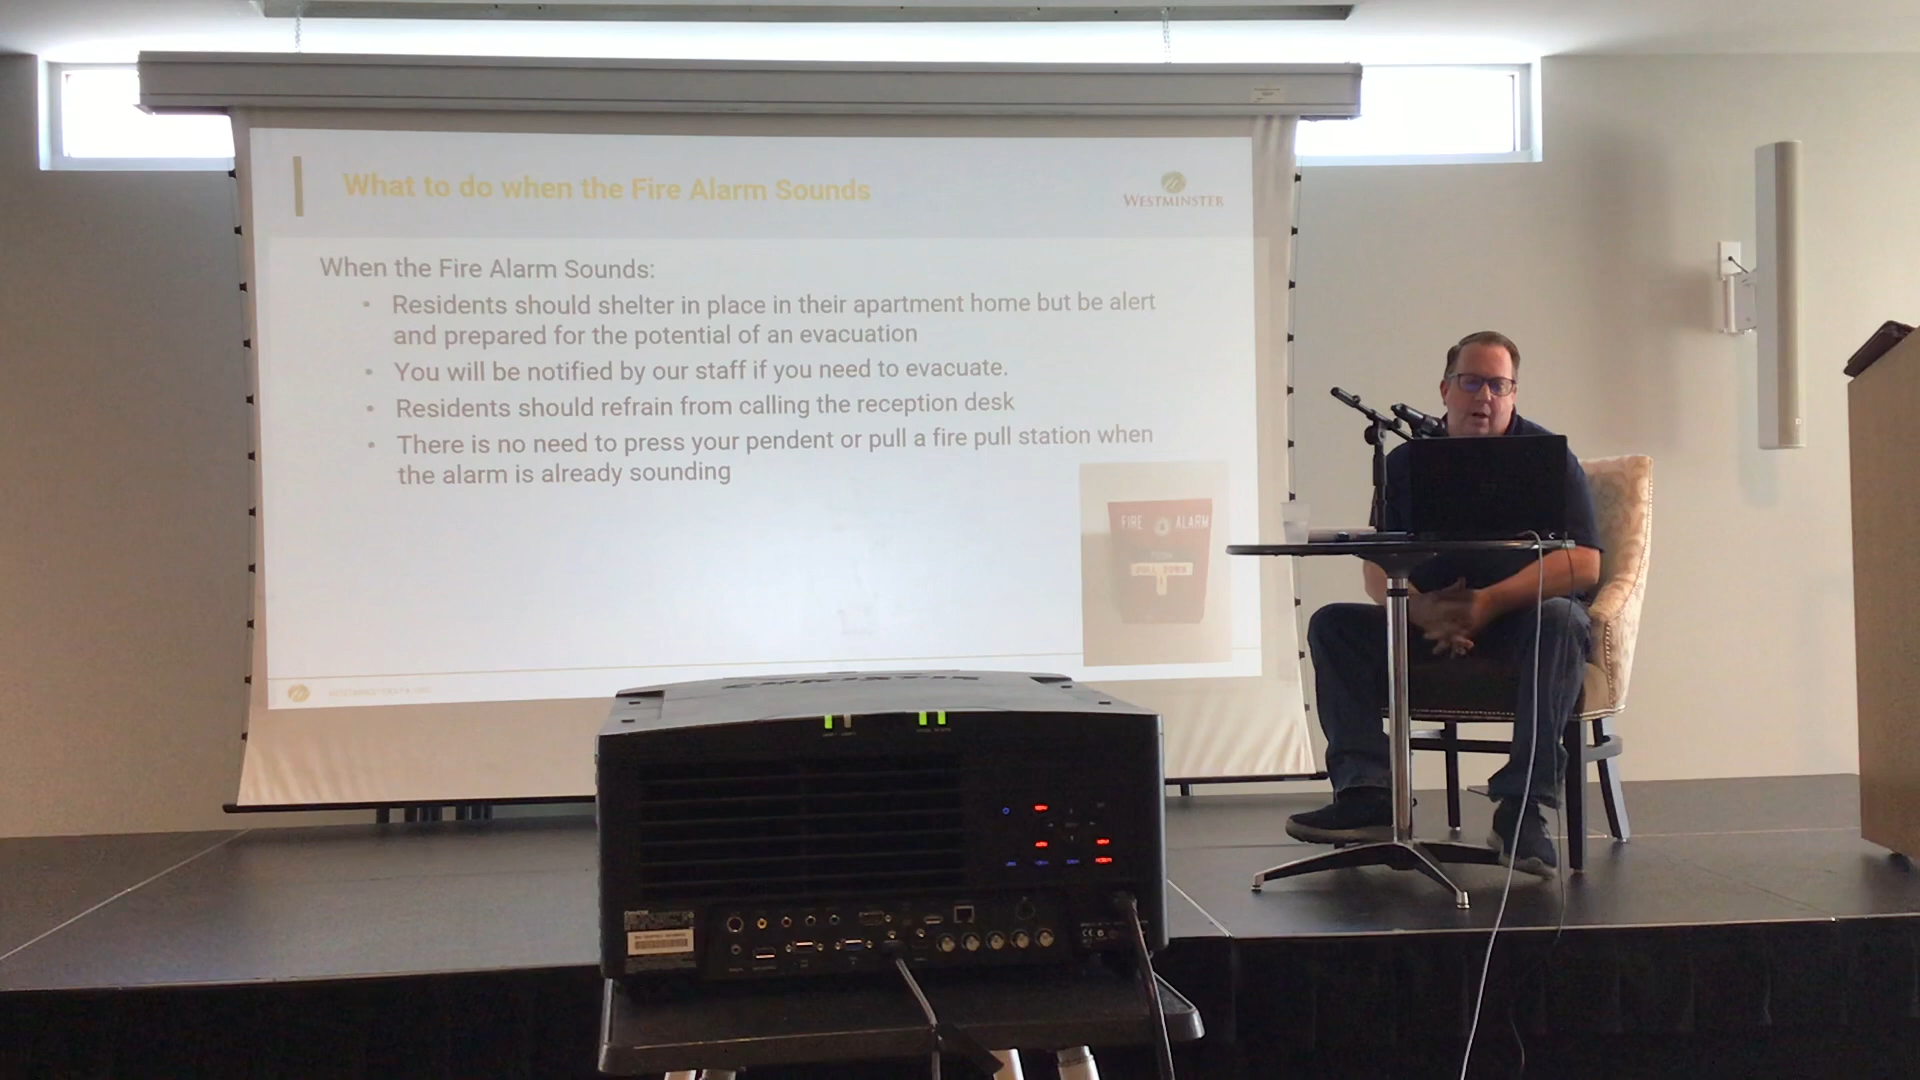 What to do when the Fire Alarm Sounds
WESTMINSTER
When the Fire Alarm Sounds:
• Residents should shelter in place in their apartment home but be alert
and prepared for the potential of an evacuation
• You will be notified by our staff if you need to evacuate.
• Residents should refrain from calling the reception desk
• There is no need to press your pendent or pull a fire pull station when
the alarm is already sounding
FIRE ALARM
PULL DOWN
CHRISTIE